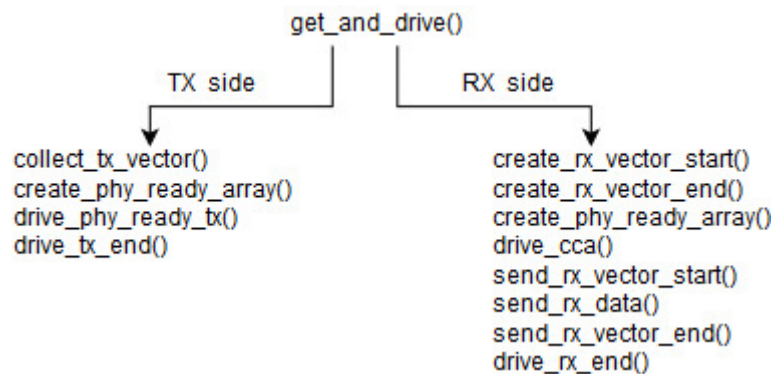 get_and_drive()
TX side
RX side
collect_tx_vector()
create_phy_ready_array()
drive_phy_ready_tx()
drive_tx_end()
create_rx_vector_start()
create_rx_vector_end()
create_phy_ready_array()
drive_cca()
send_rx_vector_start()
send_rx_data()
send_rx_vector_end()
drive_rx_end()